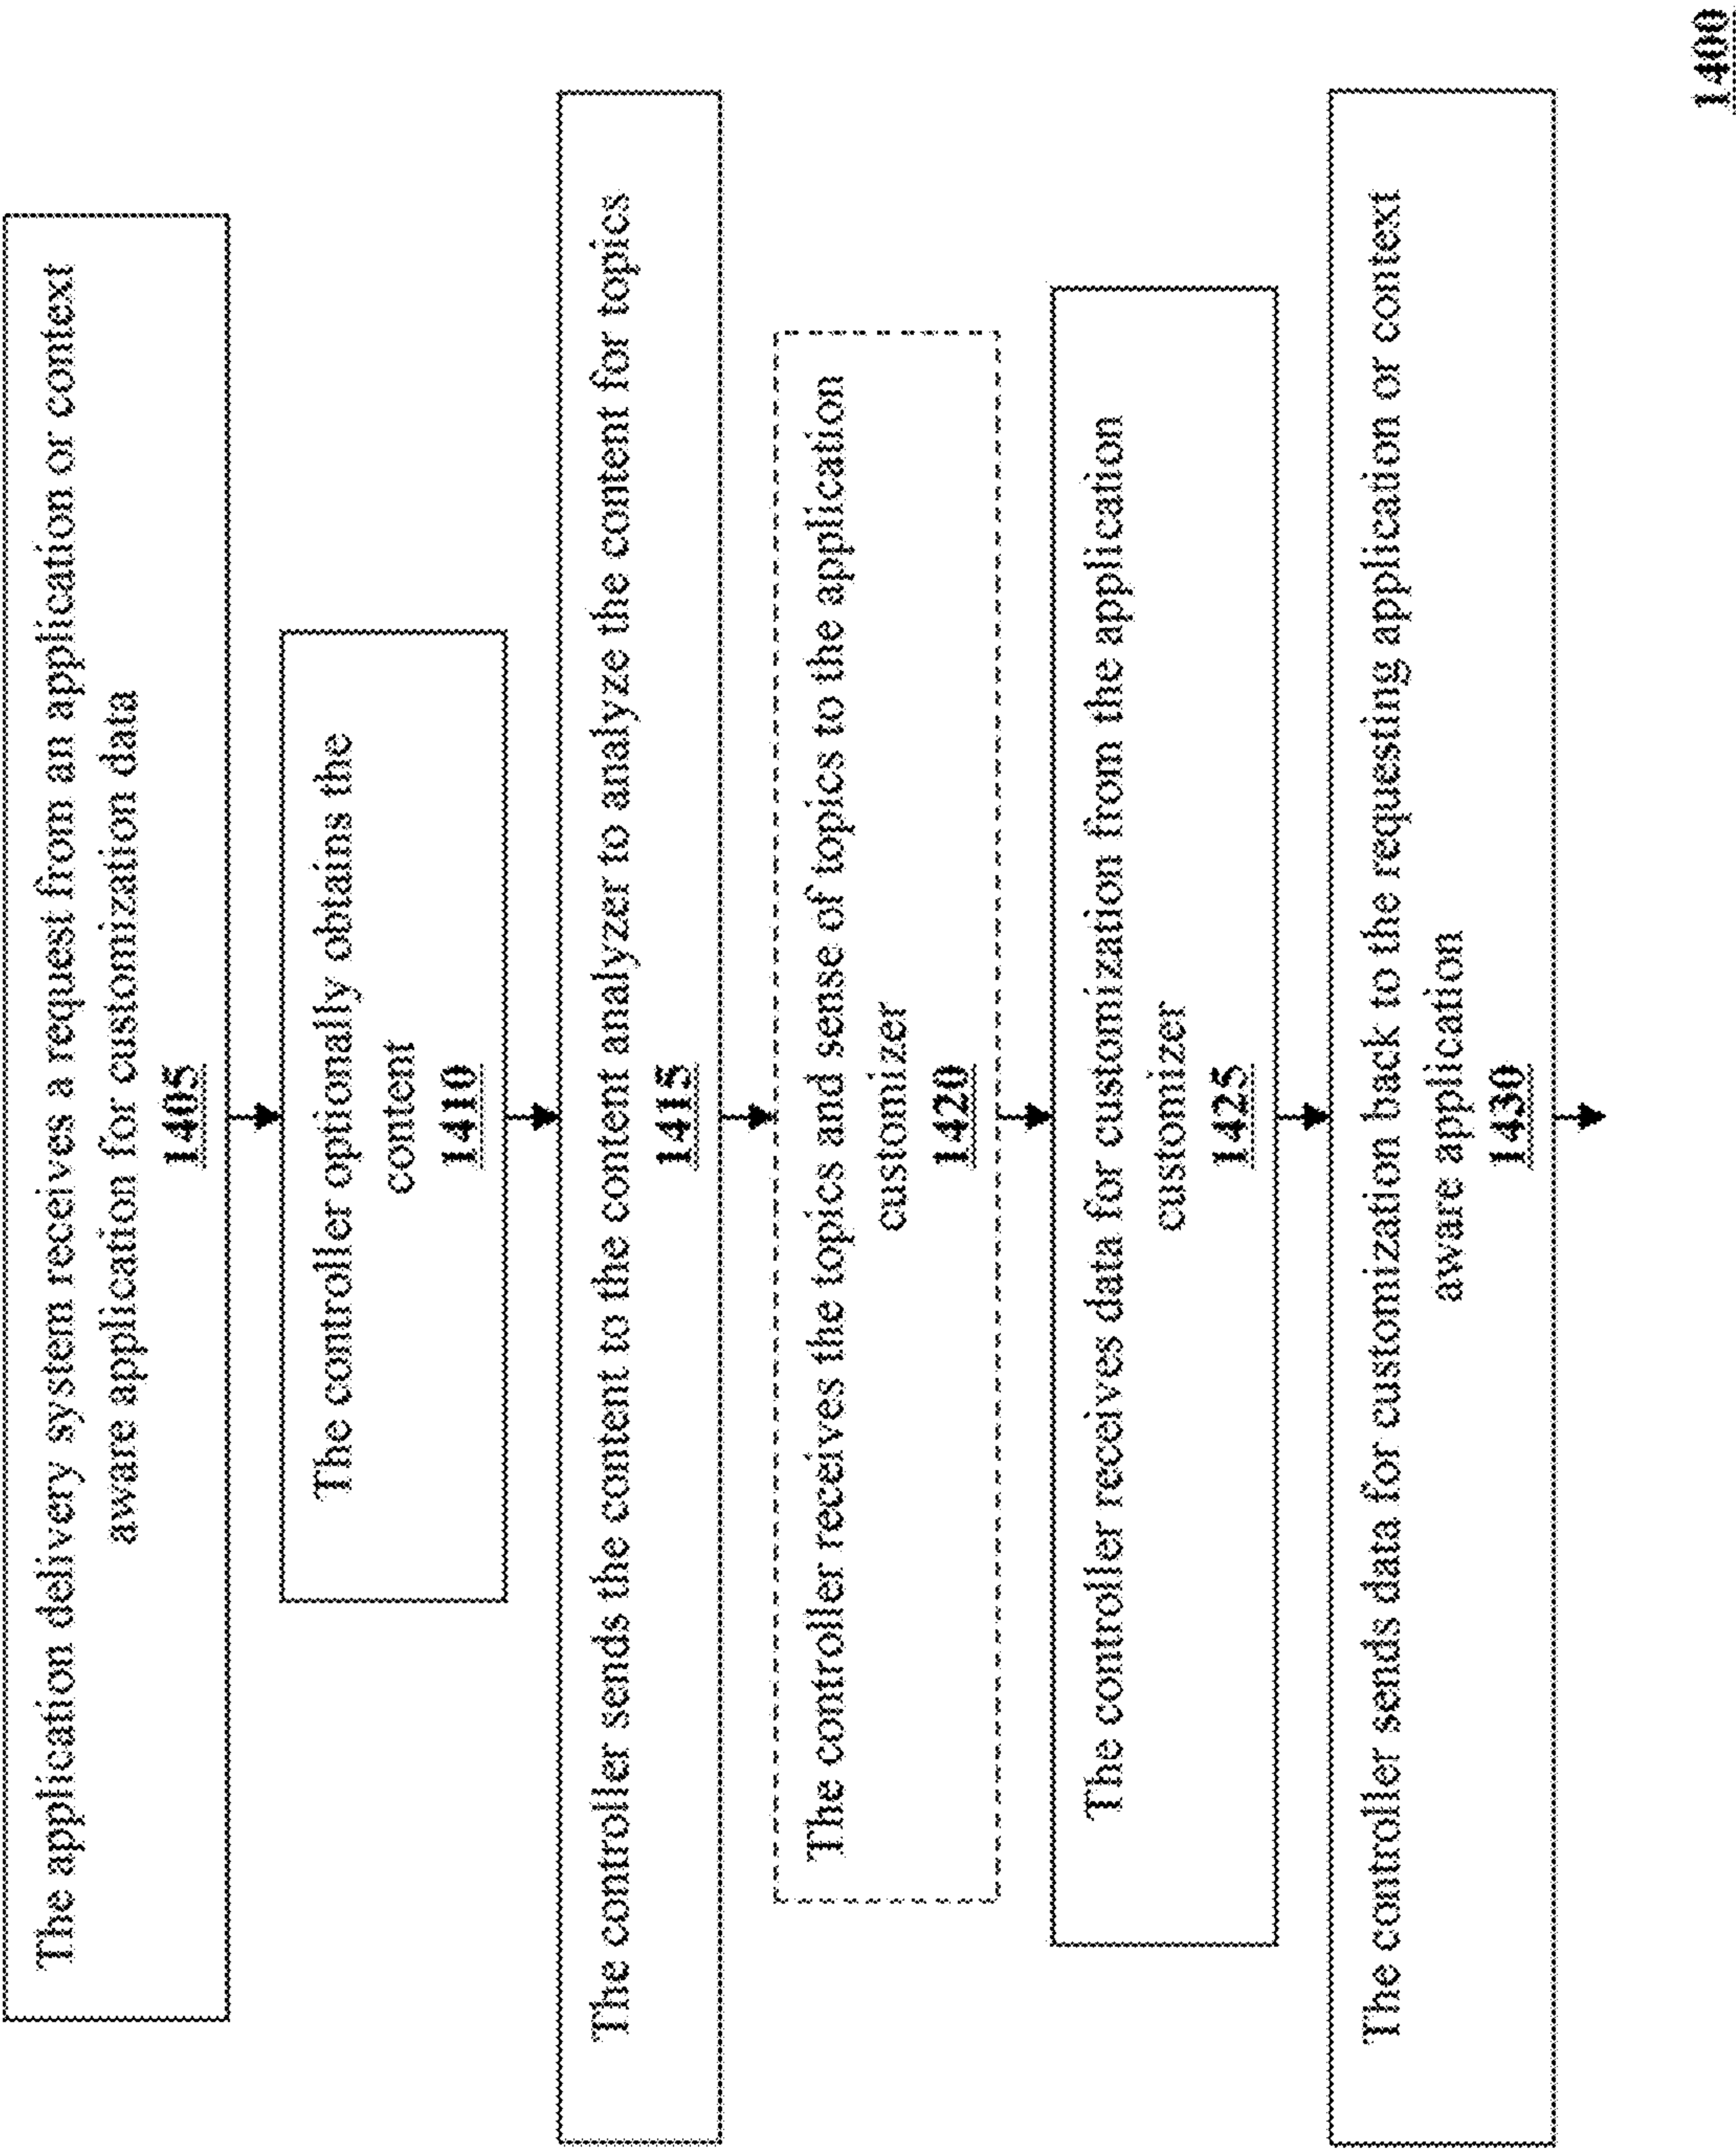 The application delivery system receives a request from an application or context
aware application for customization data
1405
The controller optionally obtains the
content
1410
The controller sends the content to the content analyzer to analyze the content for topics
1415
The controller receives the topics and sense of topics to the application
customizer
1420
The controller receives data for customization from the application
customizer
1425
The controller sends data for customization back to the requesting application or context
aware application
1430
1400